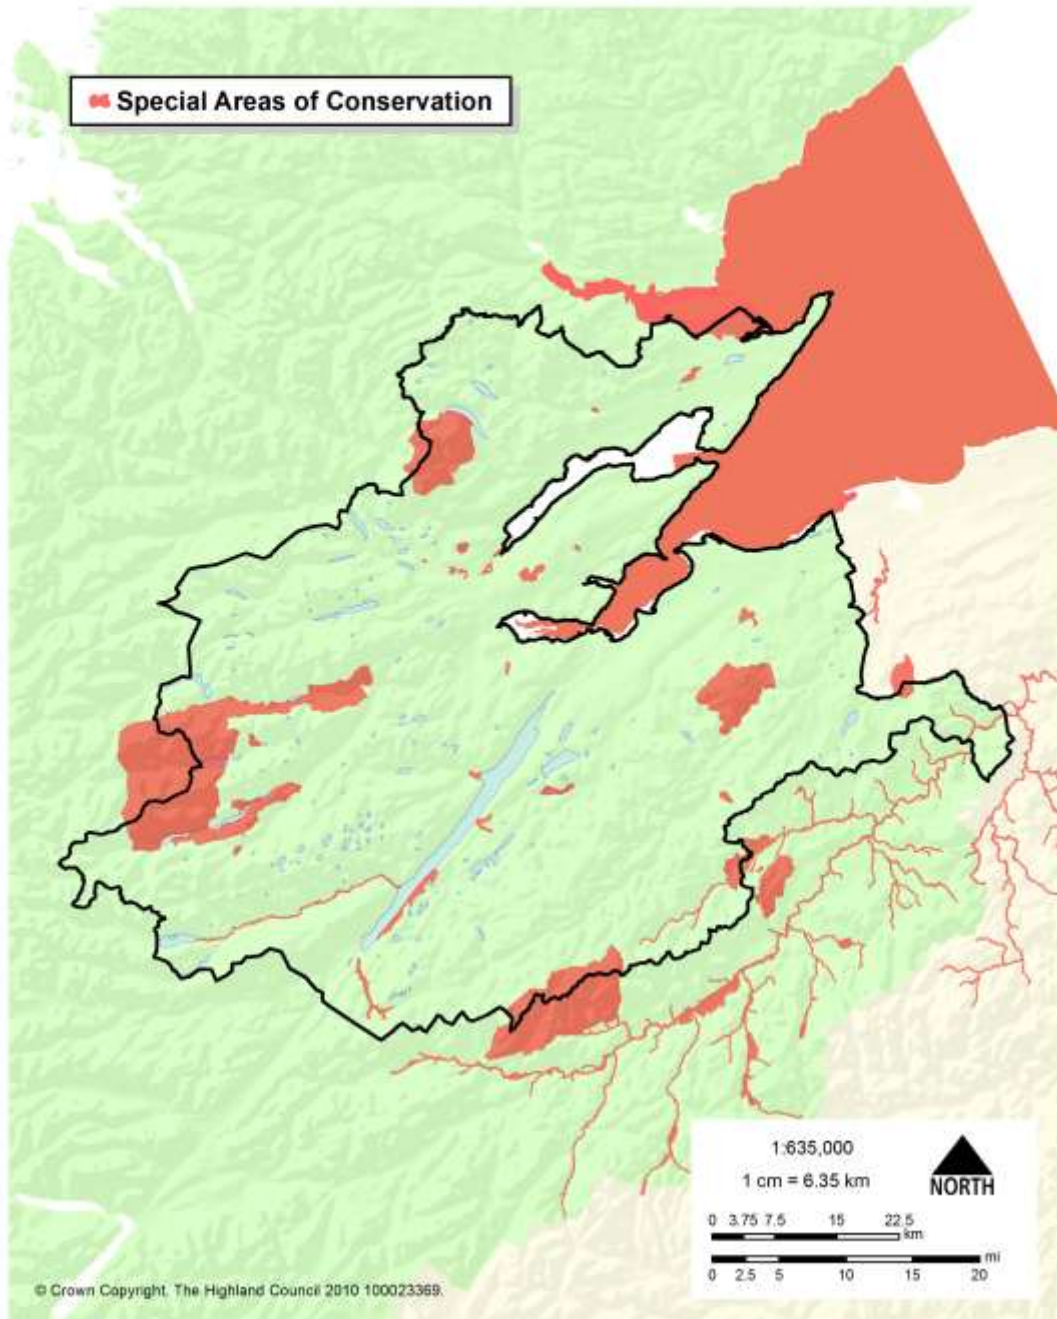 Special Areas of Conservation
1:635,000
1 cm = 6.35 km
NORTH
0 3.75 7.5 15 22.5
km
mi
0 2.5 5 10 15 20
© Crown Copyright. The Highland Council 2010 100023369.